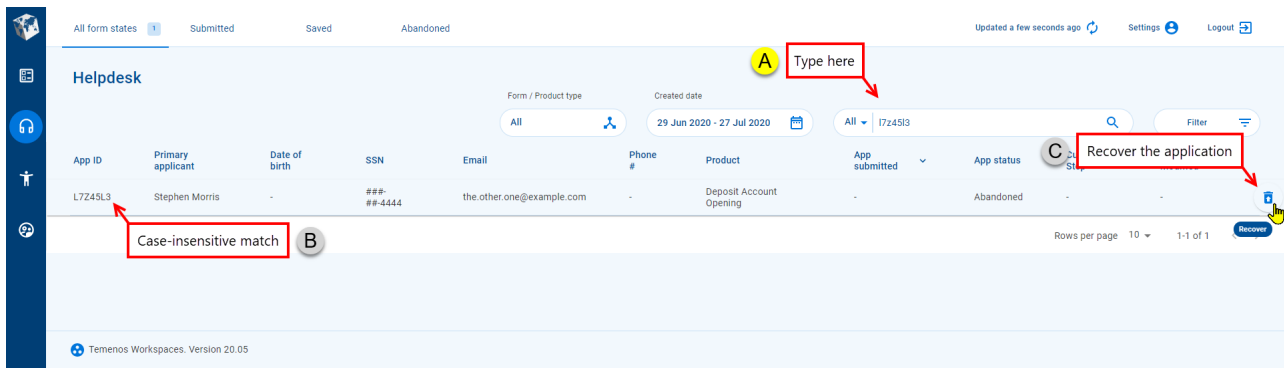 All form states 1 Submitted Saved Abandoned Updated a few seconds ago Settings Logout
A Type here
Helpdesk
Form / Product type Created date
All 29 Jun 2020 - 27 Jul 2020 All l7z45l3 Filter
C Recover the application
App ID Primary applicant Date of birth SSN Email Phone # Product App submitted App status
L7Z45L3 Stephen Morris - ###-##-4444 the.other.one@example.com - Deposit Account Opening - Abandoned - -
Case-insensitive match B
Rows per page 10 1-1 of 1 Recover
Temenos Workspaces. Version 20.05